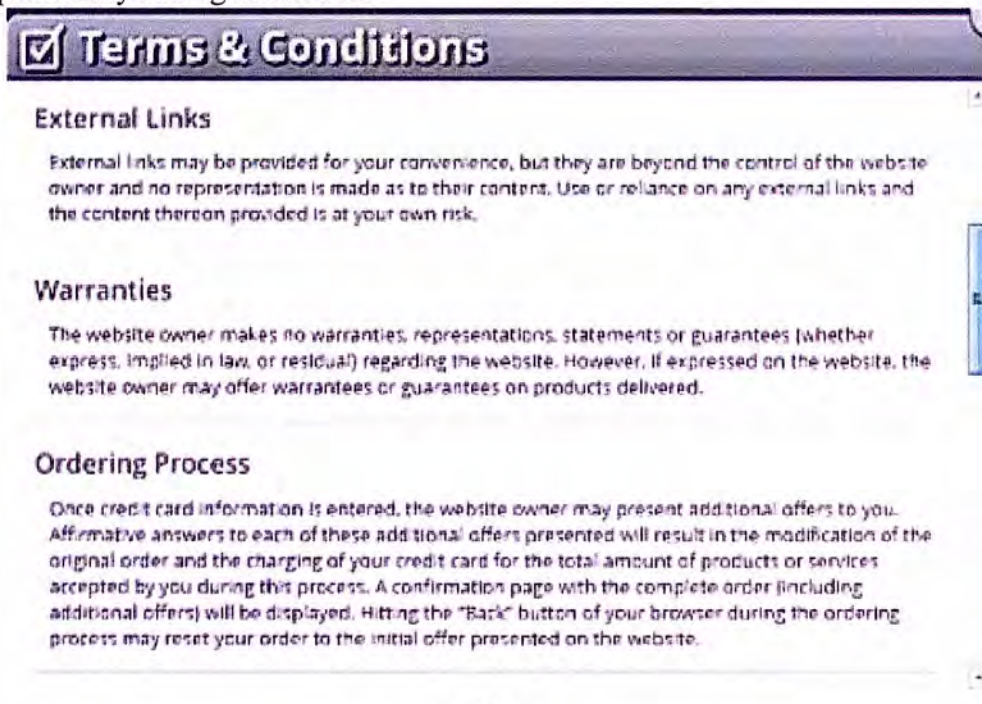 Terms & Conditions
External Links
External links may be provided for your convenience, but they are beyond the control of the website
owner and no representation is made as to their content. Use or reliance on any external links and
the content thereon provided is at your own risk.
Warranties
The website owner makes no warranties, representations, statements or guarantees (whether
express, implied in law, or residual) regarding the website. However, if expressed on the website, the
website owner may offer warrantees or guarantees on products delivered.
Ordering Process
Once credit card information is entered, the website owner may present additional offers to you.
Affirmative answers to each of these additional offers presented will result in the modification of the
original order and the charging of your credit card for the total amount of products or services
accepted by you during this process. A confirmation page with the complete order (including
additional offers) will be displayed. Hitting the "Back" button of your browser during the ordering
process may reset your order to the initial offer presented on the website.